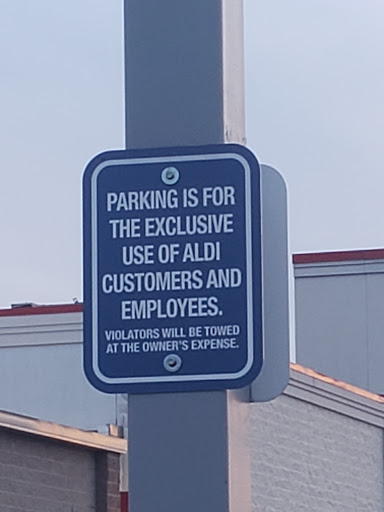 PARKING IS FOR
THE EXCLUSIVE
USE OF ALDI
CUSTOMERS AND
EMPLOYEES.
VIOLATORS WILL BE TOWED
AT THE OWNER'S EXPENSE.